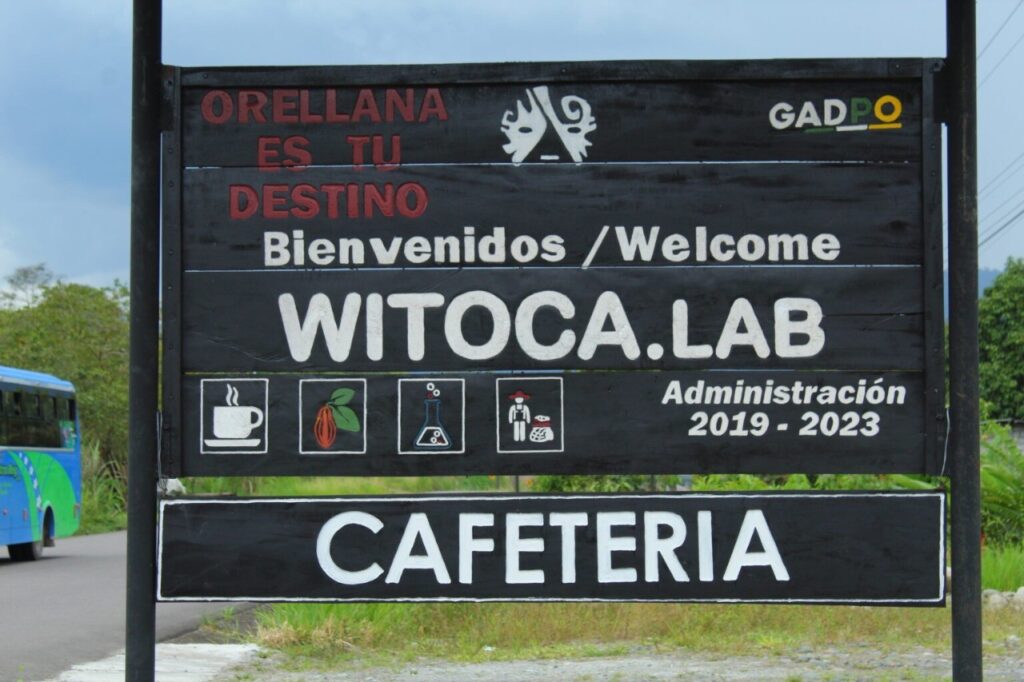 ORELLANA
ES TU
DESTINO
GADPO
Bienvenidos / Welcome
WITOCA.LAB
Administración
2019 - 2023
CAFETERIA